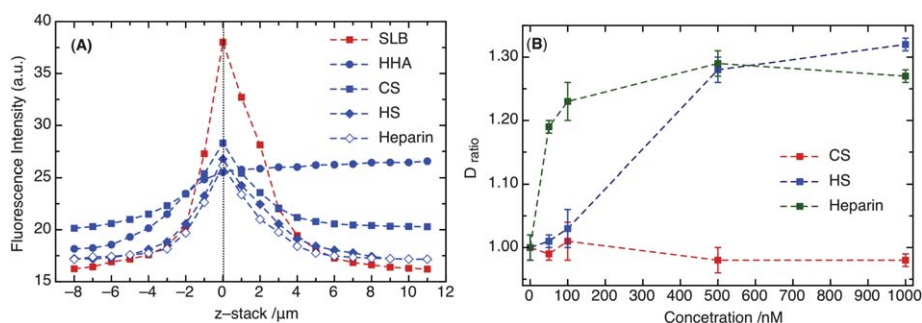 (A)
Fluorescence Intensity (a.u.)
40
35
30
25
20
15
SLB
HHA
CS
HS
Heparin
−8 −6 −4 −2 0 2 4 6 8 10
z−stack /µm
(B)
D ratio
1.30
1.20
1.10
1.00
CS
HS
Heparin
0 100 200 300 400 500 600 700 800 900 1000
Concetration /nM